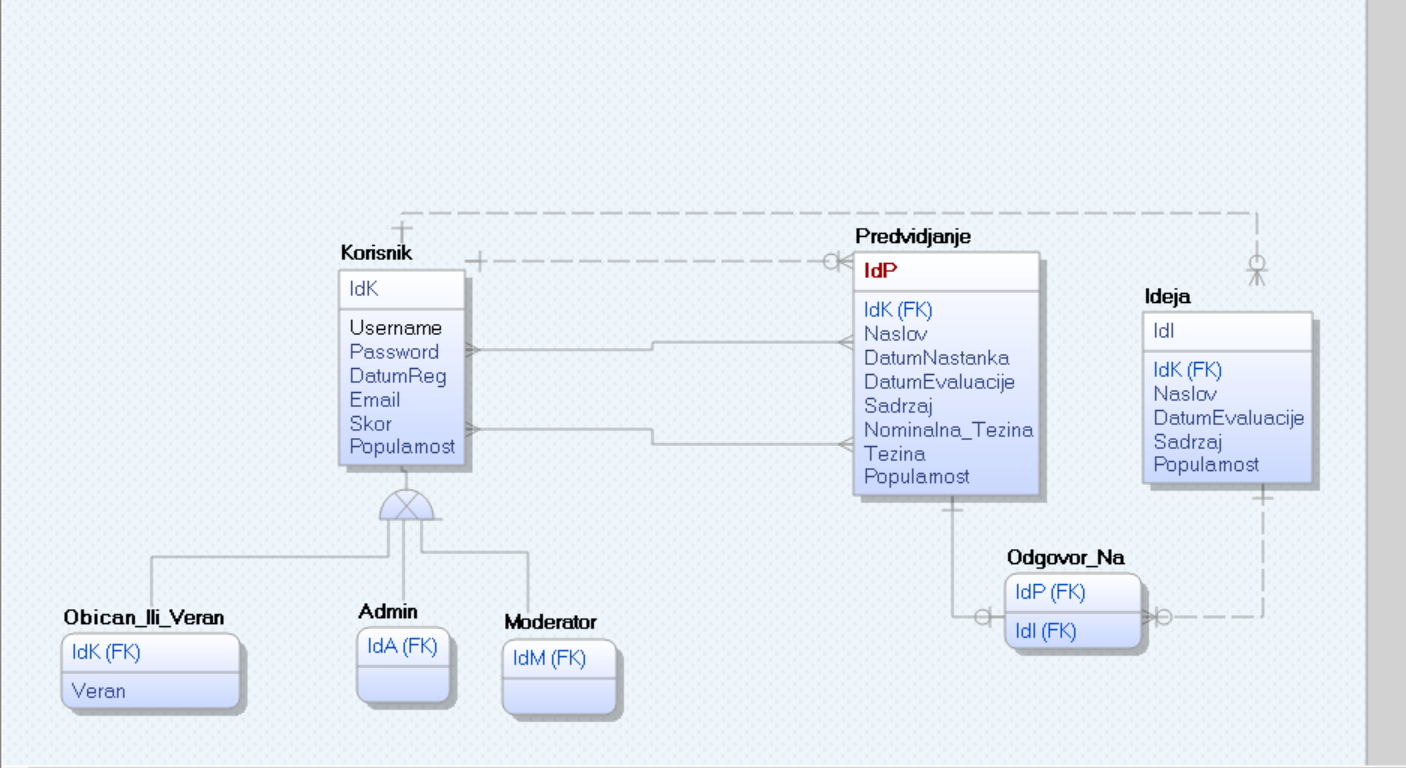 Korisnik
IdK
Username
Password
DatumReg
Email
Skor
Popularnost
Predvidjanje
IdP
IdK (FK)
Naslov
DatumNastanka
DatumEvaluacije
Sadrzaj
Nominalna_Tezina
Tezina
Popularnost
Ideja
IdI
IdK (FK)
Naslov
DatumEvaluacije
Sadrzaj
Popularnost
Odgovor_Na
IdP (FK)
IdI (FK)
Obican_Ili_Veran
IdK (FK)
Veran
Admin
IdA (FK)
Moderator
IdM (FK)